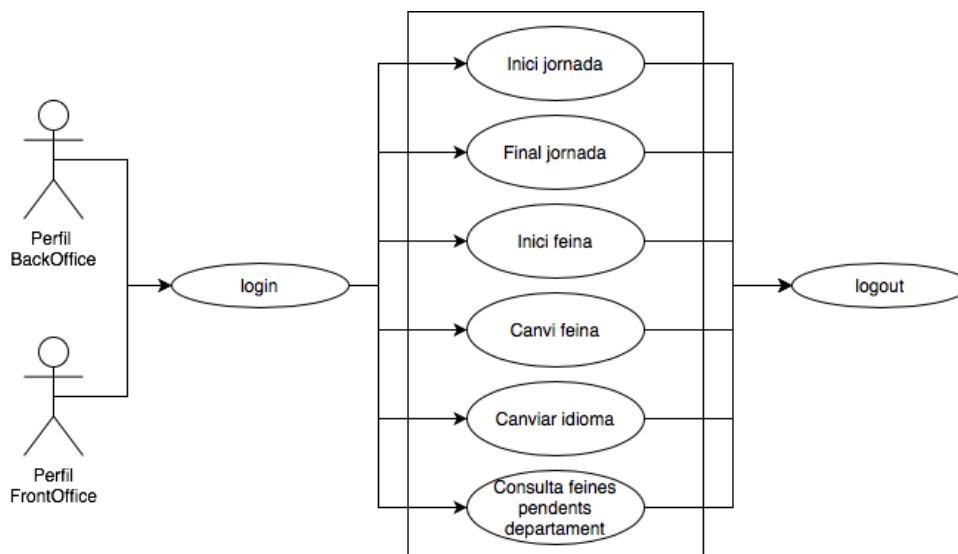 Inici jornada
Final jornada
Perfil
BackOffice
Inici feina
login
logout
Canvi feina
Canviar idioma
Perfil
FrontOffice
Consulta feines
pendents
departament